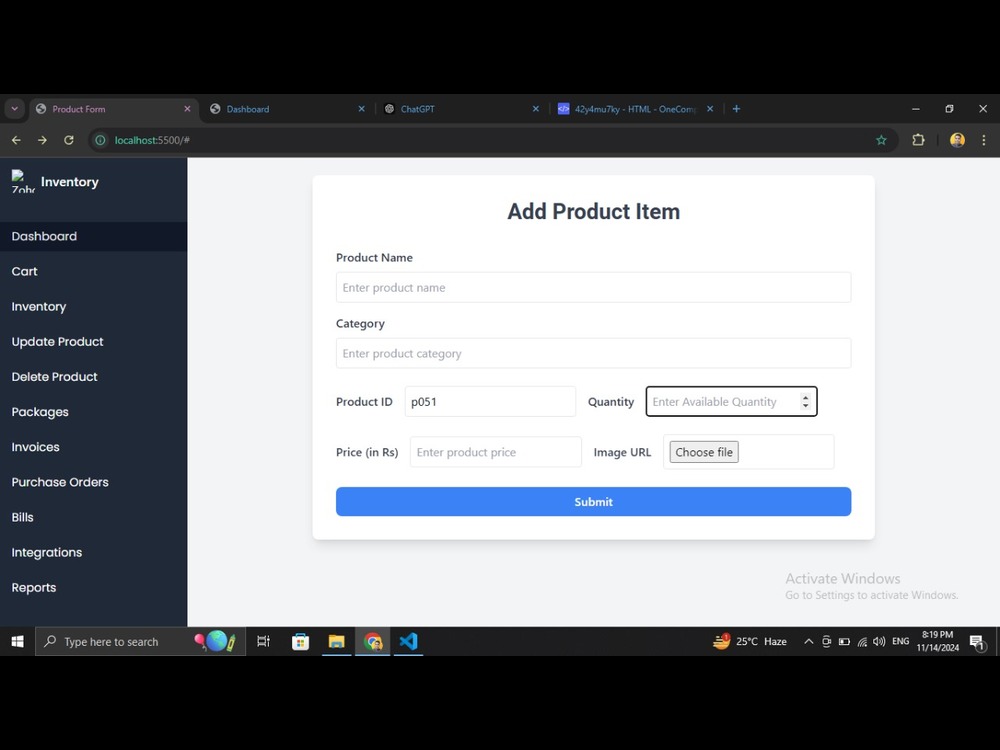 Product Form
Dashboard
ChatGPT
42y4mu7ky - HTML - OneComp
localhost:5500/#
Zoho
Inventory
Dashboard
Cart
Inventory
Update Product
Delete Product
Packages
Invoices
Purchase Orders
Bills
Integrations
Reports
Add Product Item
Product Name
Enter product name
Category
Enter product category
Product ID p051 Quantity Enter Available Quantity
Price (in Rs) Enter product price Image URL Choose file
Submit
Activate Windows
Go to Settings to activate Windows.
Type here to search
25°C Haze
ENG
8:19 PM
11/14/2024
1